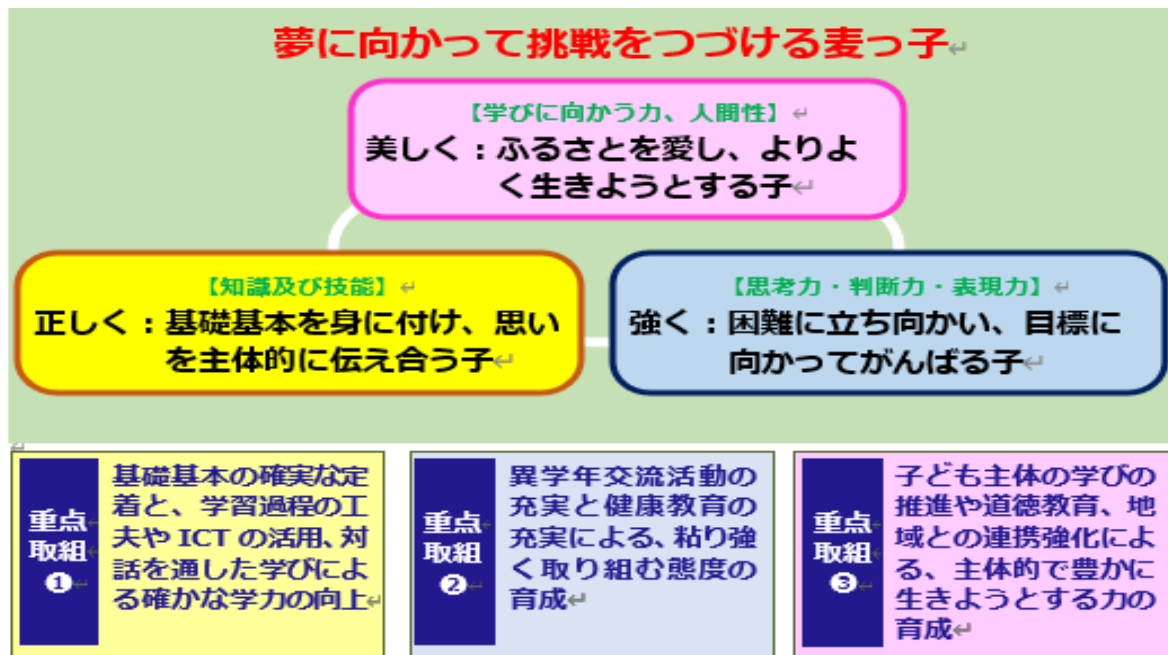 夢に向かって挑戦をつづける麦っ子
【学びに向かう力、人間性】
美しく：ふるさとを愛し、よりよ
く生きようとする子
【知識及び技能】
正しく：基礎基本を身に付け、思い
を主体的に伝え合う子
【思考力・判断力・表現力】
強く：困難に立ち向かい、目標に
向かってがんばる子
重点
取組
❶
基礎基本の確実な定
着と、学習過程の工
夫や ICT の活用、対
話を通した学びによ
る確かな学力の向上
重点
取組
❷
異学年交流活動の
充実と健康教育の
充実による、粘り強
く取り組む態度の
育成
重点
取組
❸
子ども主体の学びの
推進や道徳教育、地
域との連携強化によ
る、主体的で豊かに
生きようとする力の
育成